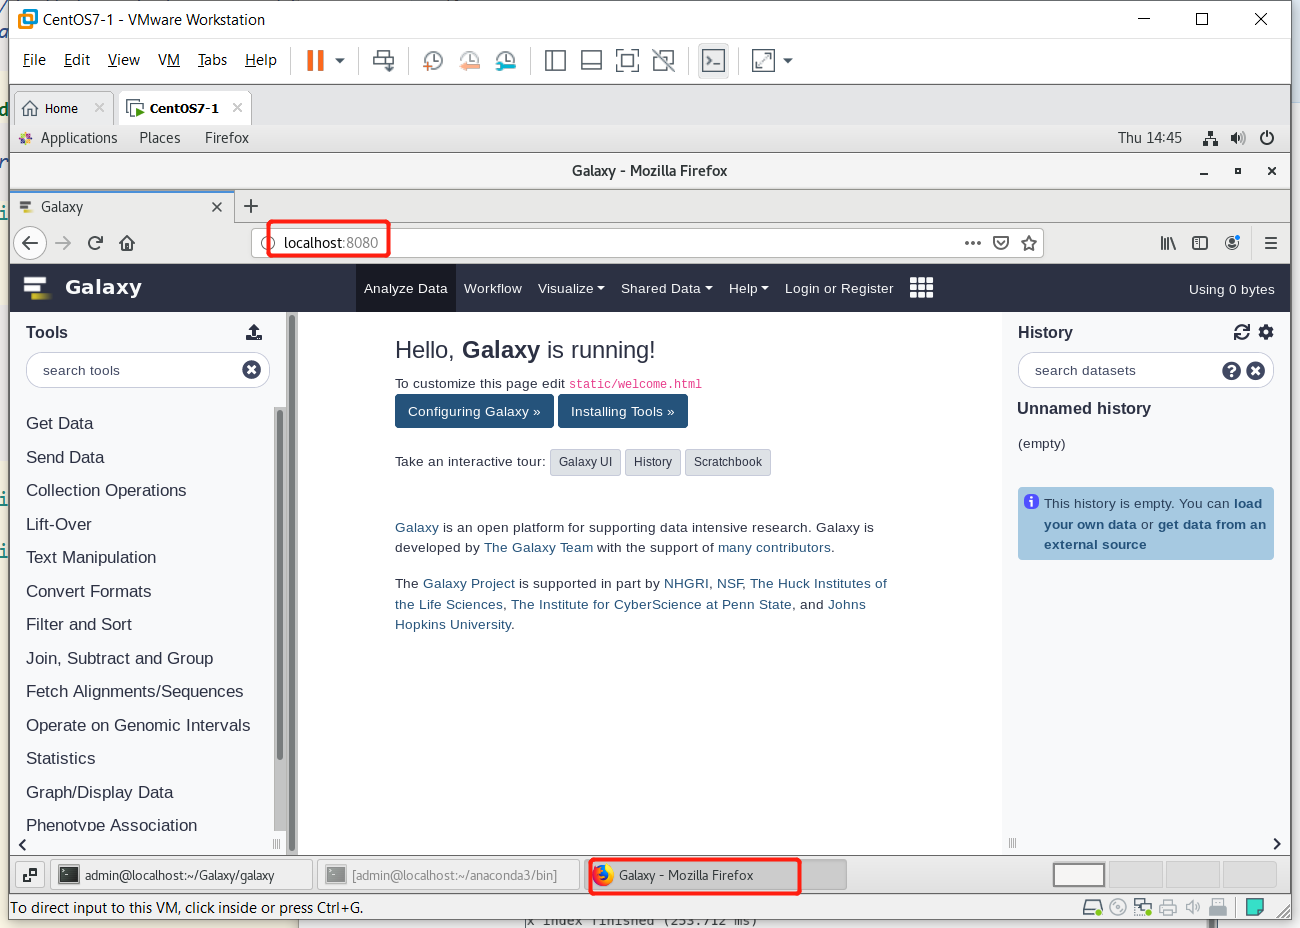 CentOS7-1 - VMware Workstation
File Edit View VM Tabs Help
Home CentOS7-1
Applications Places Firefox Thu 14:45
Galaxy - Mozilla Firefox
Galaxy
localhost:8080
Galaxy Analyze Data Workflow Visualize Shared Data Help Login or Register Using 0 bytes
Tools
search tools
Get Data
Send Data
Collection Operations
Lift-Over
Text Manipulation
Convert Formats
Filter and Sort
Join, Subtract and Group
Fetch Alignments/Sequences
Operate on Genomic Intervals
Statistics
Graph/Display Data
Phenotype Association
Hello, Galaxy is running!
To customize this page edit static/welcome.html
Configuring Galaxy » Installing Tools »
Take an interactive tour: Galaxy UI History Scratchbook
Galaxy is an open platform for supporting data intensive research. Galaxy is
developed by The Galaxy Team with the support of many contributors.
The Galaxy Project is supported in part by NHGRI, NSF, The Huck Institutes of
the Life Sciences, The Institute for CyberScience at Penn State, and Johns
Hopkins University.
History
search datasets
Unnamed history
(empty)
This history is empty. You can load
your own data or get data from an
external source
admin@localhost:~/Galaxy/galaxy [admin@localhost:~/anaconda3/bin] Galaxy - Mozilla Firefox
To direct input to this VM, click inside or press Ctrl+G.
x index finished (253.712 ms)